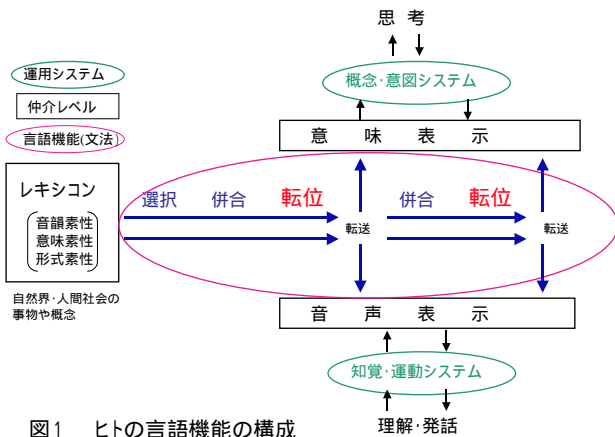 思 考
運用システム
概念・意図システム
仲介レベル
言語機能(文法)
意 味 表 示
レキシコン
音韻素性
意味素性
形式素性
選択 併合 転位 併合 転位
転送 転送
自然界・人間社会の
事物や概念
音 声 表 示
知覚・運動システム
図1 ヒトの言語機能の構成
理解・発話